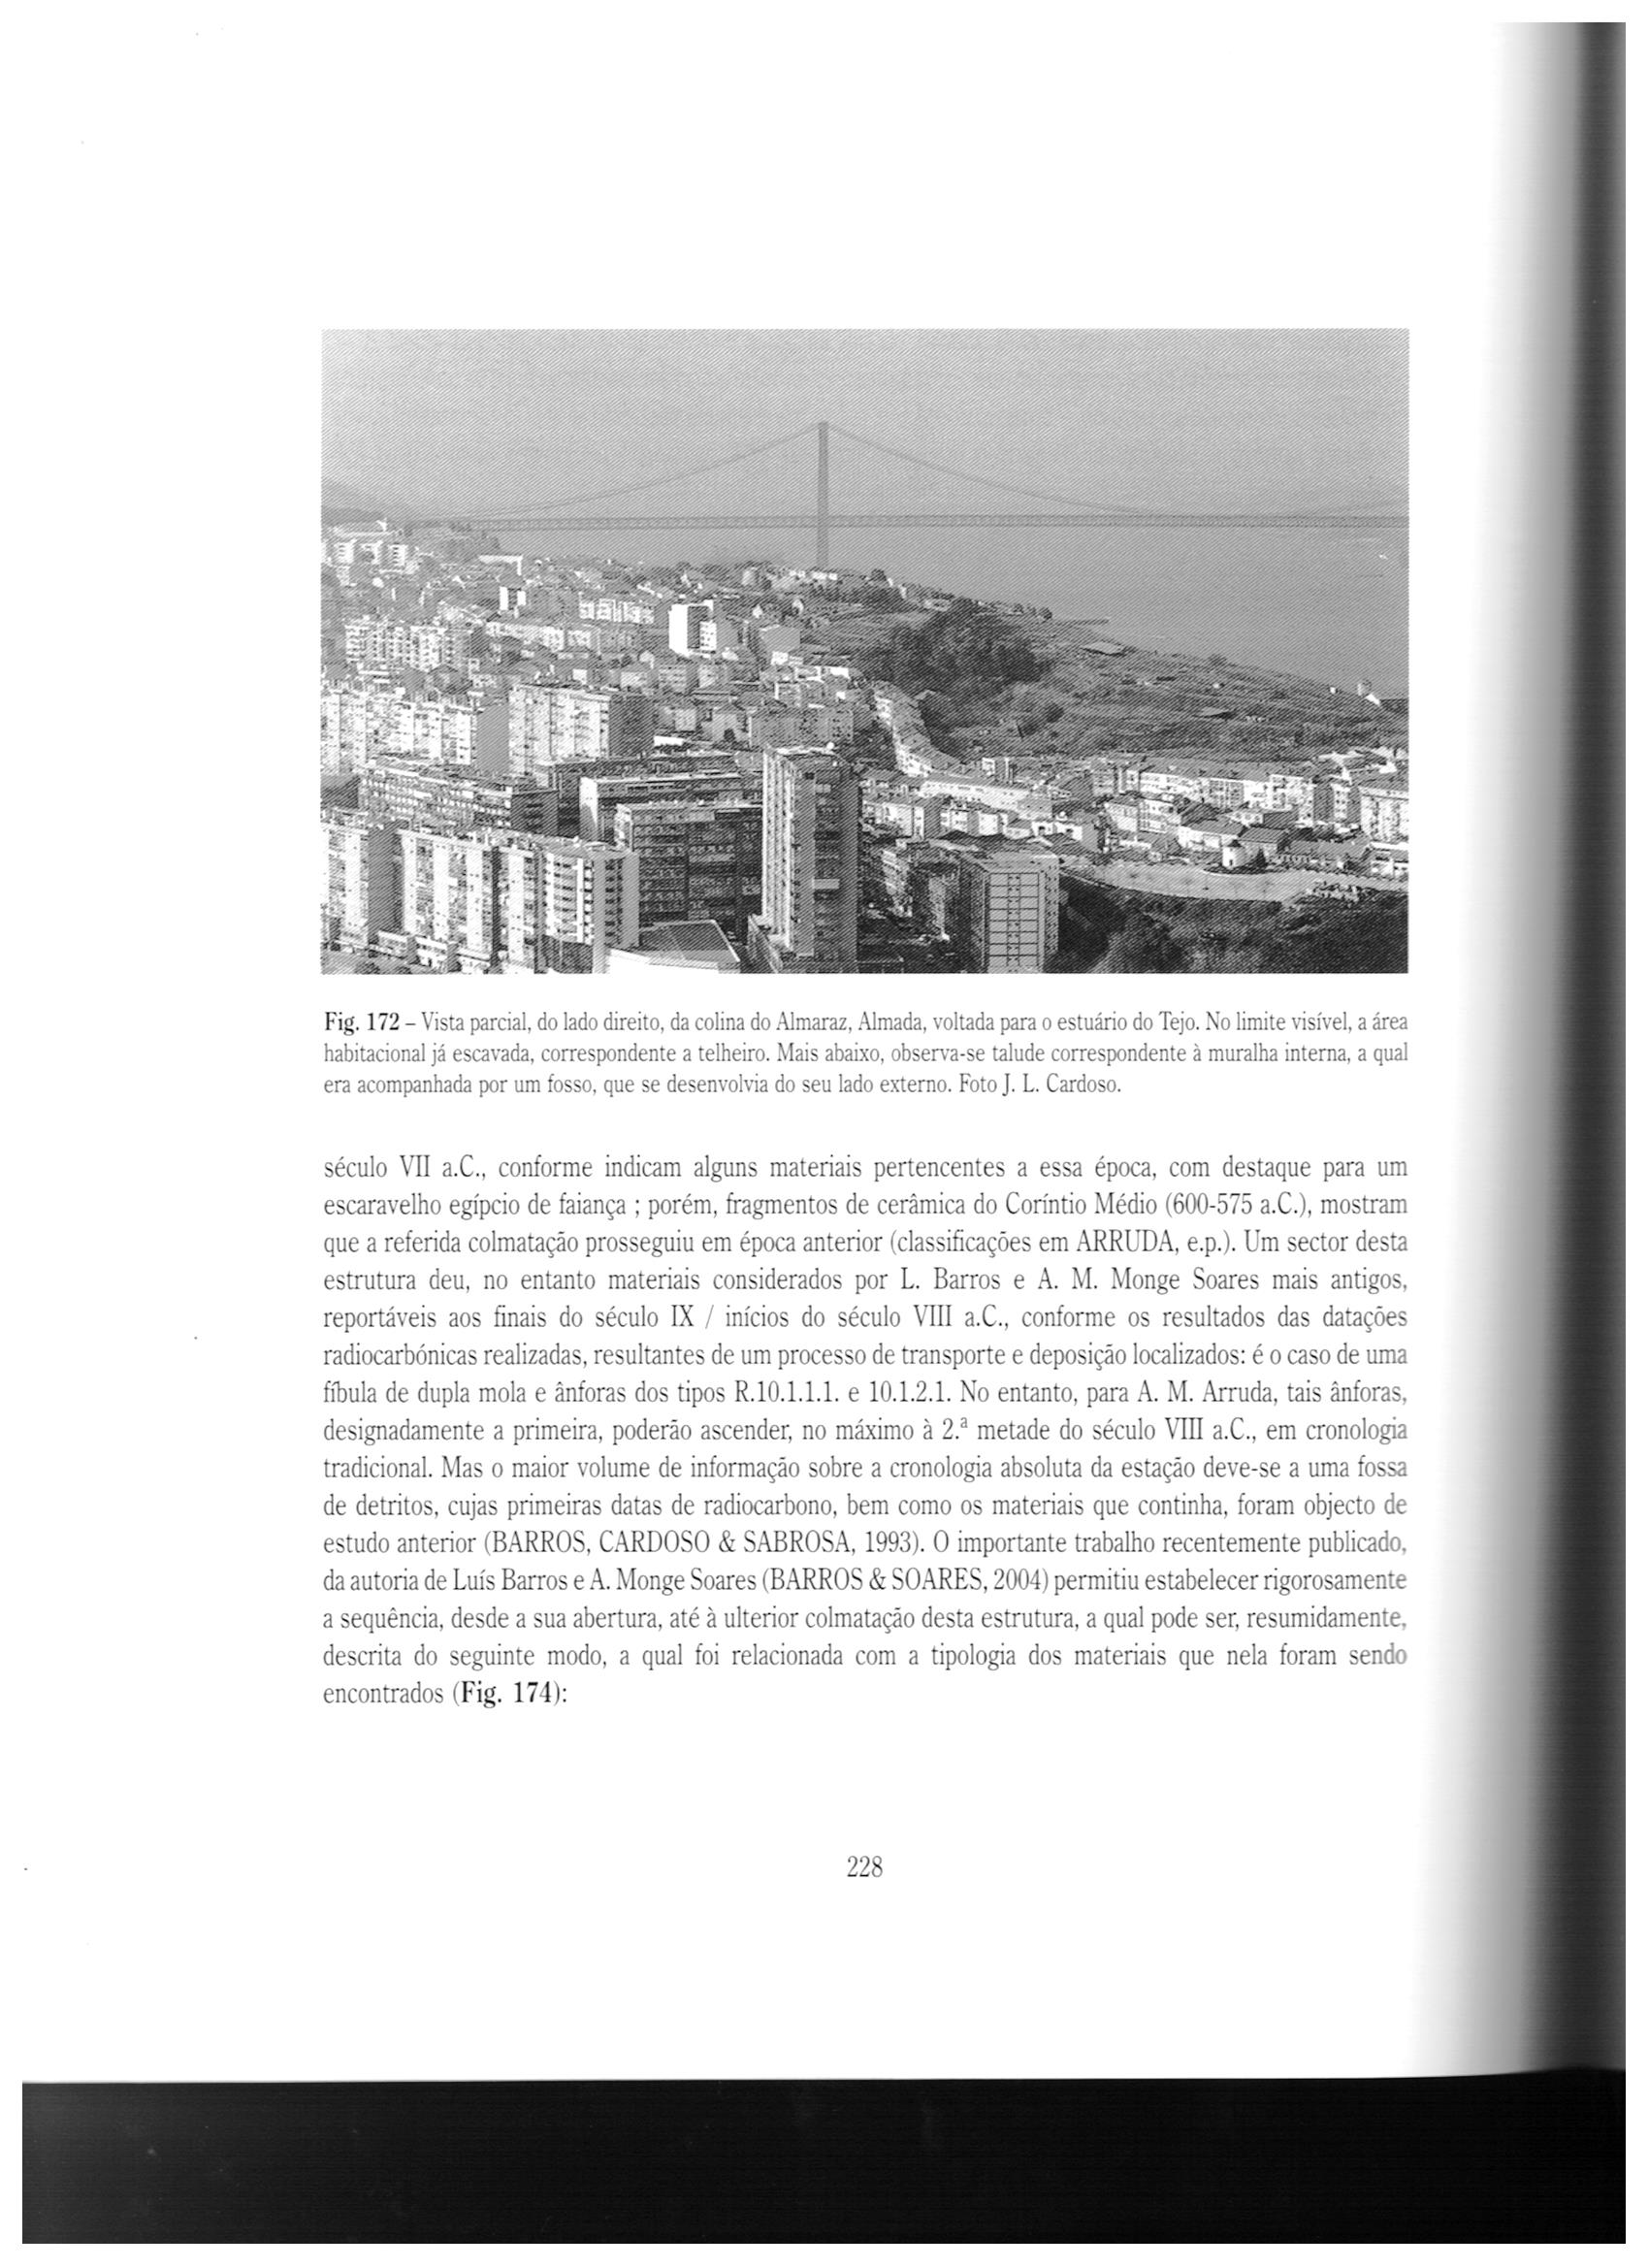 Fig. 172 – Vista parcial, do lado direito, da colina do Almaraz, Almada, voltada para o estuário do Tejo. No limite visível, a área
habitacional já escavada, correspondente a telheiro. Mais abaixo, observa-se talude correspondente à muralha interna, a qual
era acompanhada por um fosso, que se desenvolvia do seu lado externo. Foto J. L. Cardoso.
século VII a.C., conforme indicam alguns materiais pertencentes a essa época, com destaque para um
escaravelho egípcio de faiança ; porém, fragmentos de cerâmica do Coríntio Médio (600-575 a.C.), mostram
que a referida colmatação prosseguiu em época anterior (classificações em ARRUDA, e.p.). Um sector desta
estrutura deu, no entanto materiais considerados por L. Barros e A. M. Monge Soares mais antigos,
reportáveis aos finais do século IX / inícios do século VIII a.C., conforme os resultados das datações
radiocarbónicas realizadas, resultantes de um processo de transporte e deposição localizados: é o caso de uma
fíbula de dupla mola e ânforas dos tipos R.10.1.1.1. e 10.1.2.1. No entanto, para A. M. Arruda, tais ânforas,
designadamente a primeira, poderão ascender, no máximo à 2.ª metade do século VIII a.C., em cronologia
tradicional. Mas o maior volume de informação sobre a cronologia absoluta da estação deve-se a uma fossa
de detritos, cujas primeiras datas de radiocarbono, bem como os materiais que continha, foram objecto de
estudo anterior (BARROS, CARDOSO & SABROSA, 1993). O importante trabalho recentemente publicado,
da autoria de Luís Barros e A. Monge Soares (BARROS & SOARES, 2004) permitiu estabelecer rigorosamente
a sequência, desde a sua abertura, até à ulterior colmatação desta estrutura, a qual pode ser, resumidamente,
descrita do seguinte modo, a qual foi relacionada com a tipologia dos materiais que nela foram sendo
encontrados (Fig. 174):
228